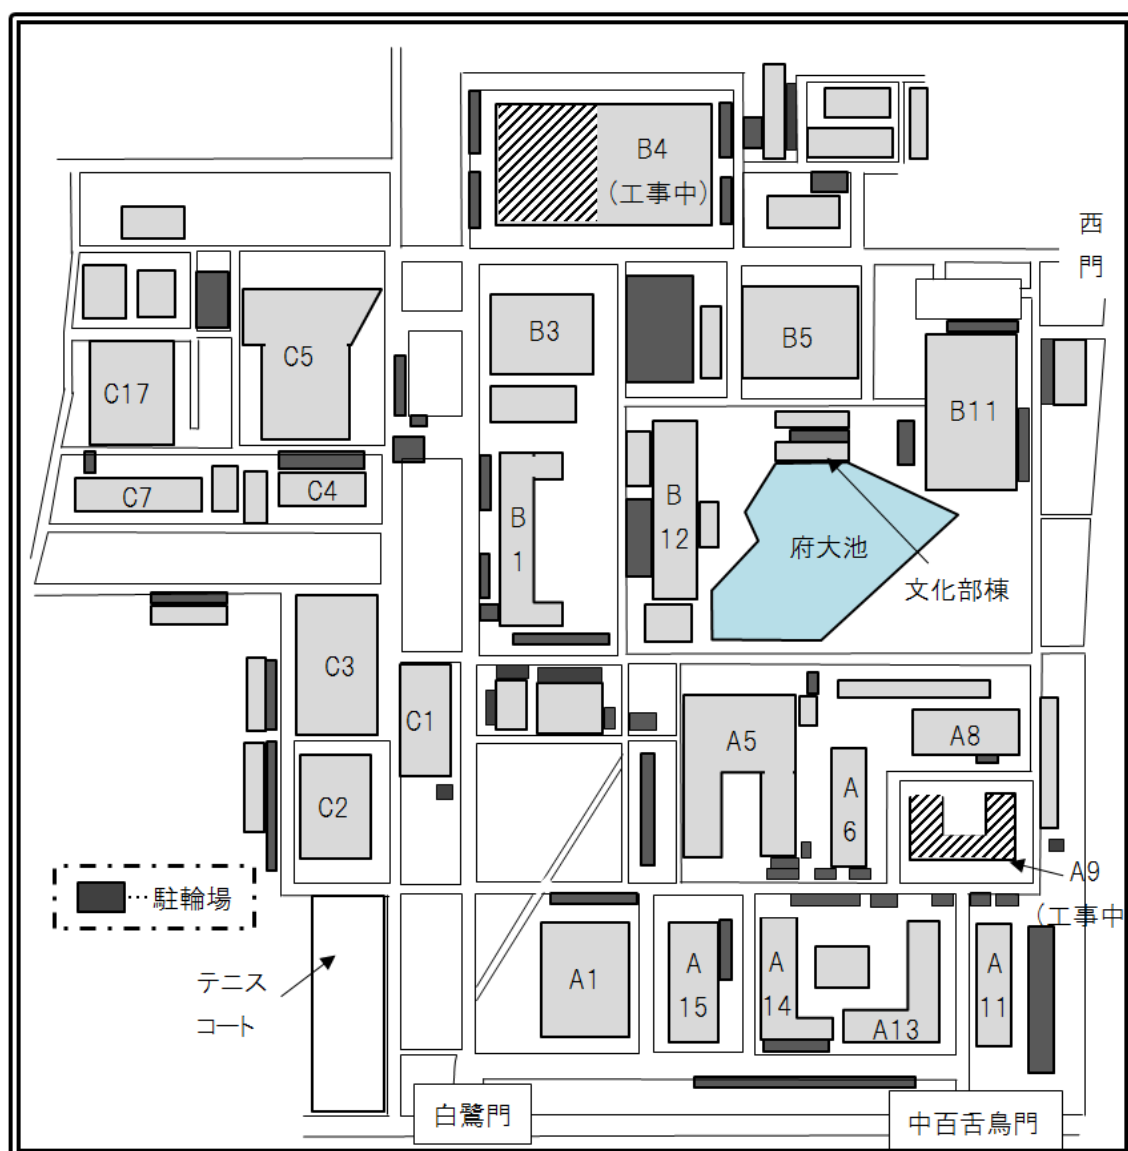 B4
(工事中)
西
門
B3
B5
C5
C17
B11
C7
C4
B
1
B
12
府大池
文化部棟
C3
C1
A5
A8
C2
A
6
…駐輪場
A9
(工事中
テニス
コート
A1
A
15
A
14
A13
A
11
白鷺門
中百舌鳥門